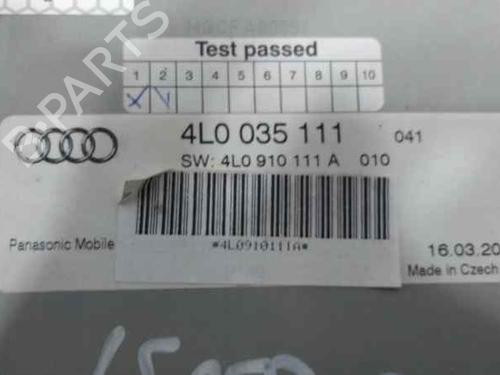 Test passed
1 2 3 4 5 6 7 8 9 10
4L0 035 111 041
SW: 4L0 910 111 A 010
*4L0910111A*
Panasonic Mobile
16.03.20
Made in Czech